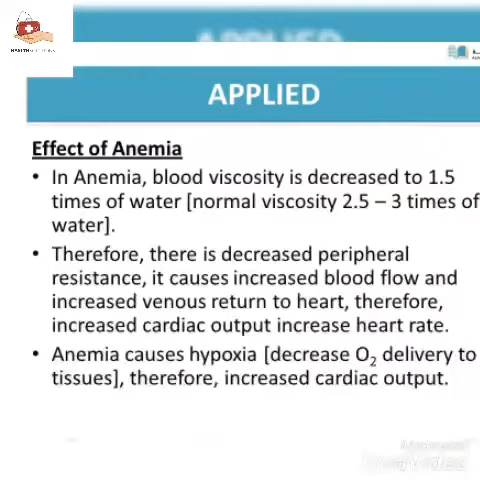 APPLIED
HEALTH
APPLIED
Effect of Anemia
• In Anemia, blood viscosity is decreased to 1.5
times of water [normal viscosity 2.5 – 3 times of
water].
• Therefore, there is decreased peripheral
resistance, it causes increased blood flow and
increased venous return to heart, therefore,
increased cardiac output increase heart rate.
• Anemia causes hypoxia [decrease O₂ delivery to
tissues], therefore, increased cardiac output.